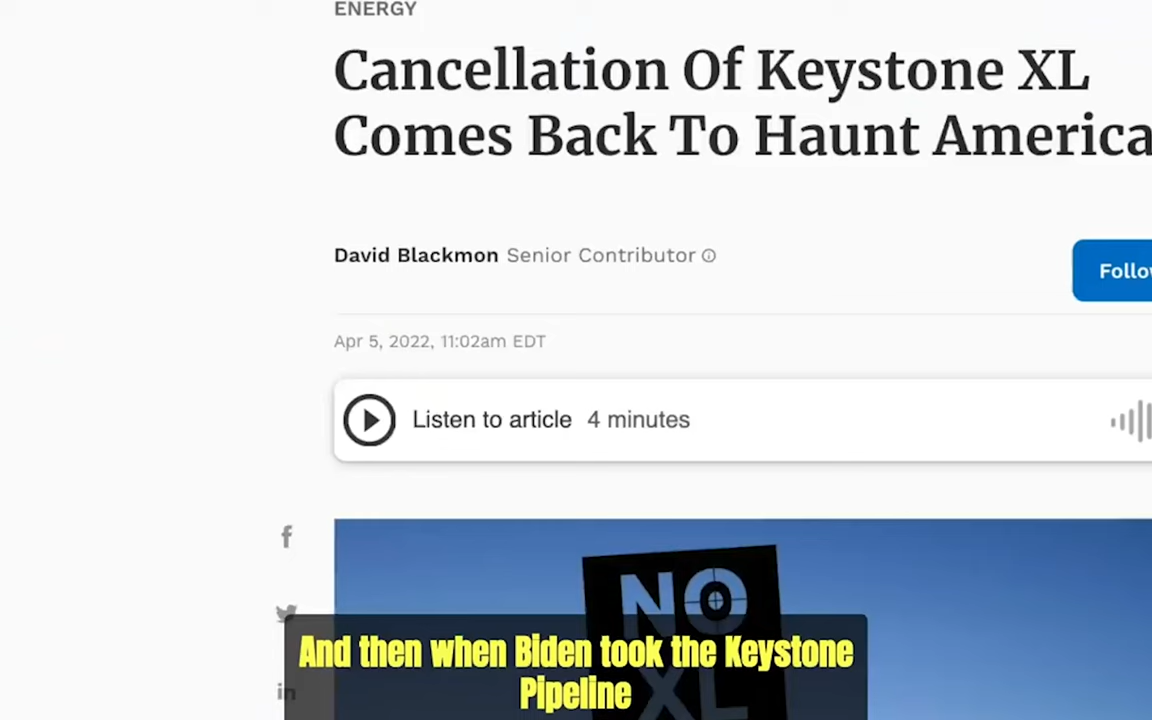 ENERGY
Cancellation Of Keystone XL
Comes Back To Haunt America
David Blackmon Senior Contributor
Follow
Apr 5, 2022, 11:02am EDT
Listen to article 4 minutes
f
NO
in
XL
And then when Biden took the Keystone
Pipeline